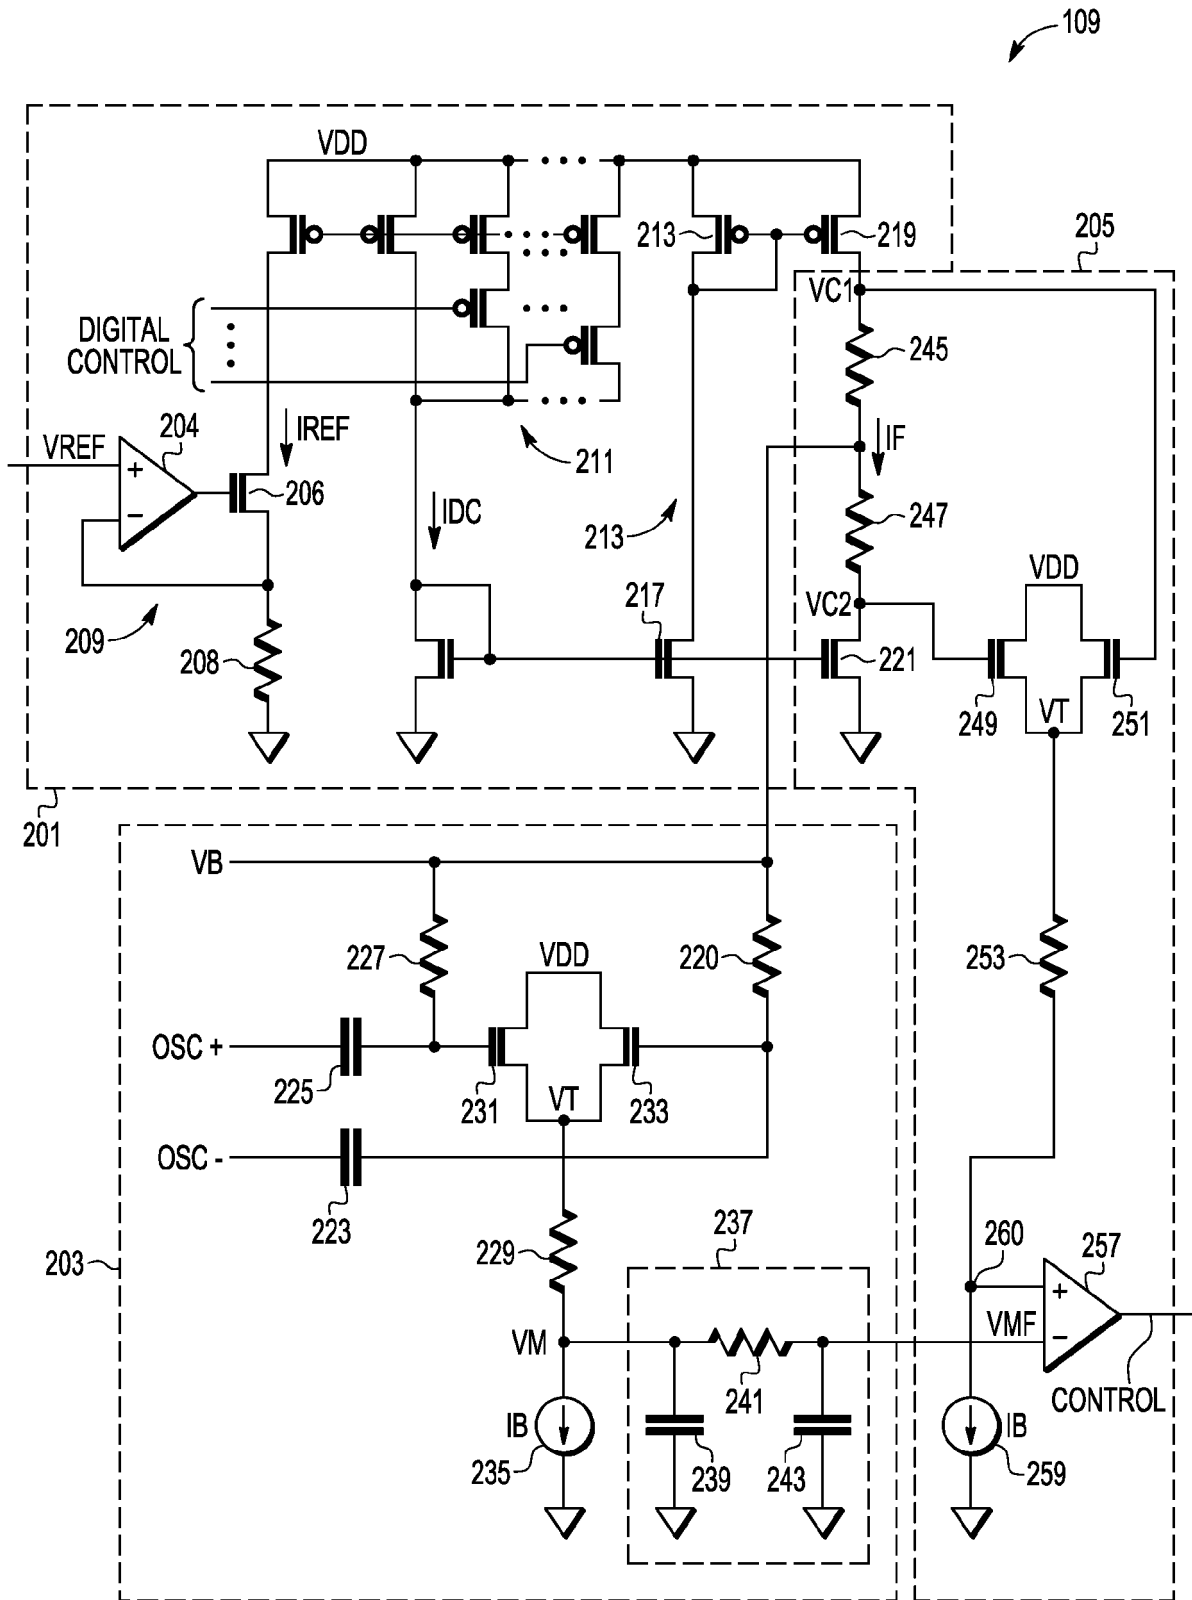 109
VDD
205
213
219
VC1
DIGITAL
CONTROL
245
204
IREF
IF
VREF
+
211
206
−
IDC
247
213
VDD
217
VC2
209
208
221
249
VT
251
201
VB
227
VDD
220
253
OSC +
225
231
VT
233
OSC -
223
237
203
229
260
257
+
VM
VMF
−
241
CONTROL
IB
IB
235
239
243
259